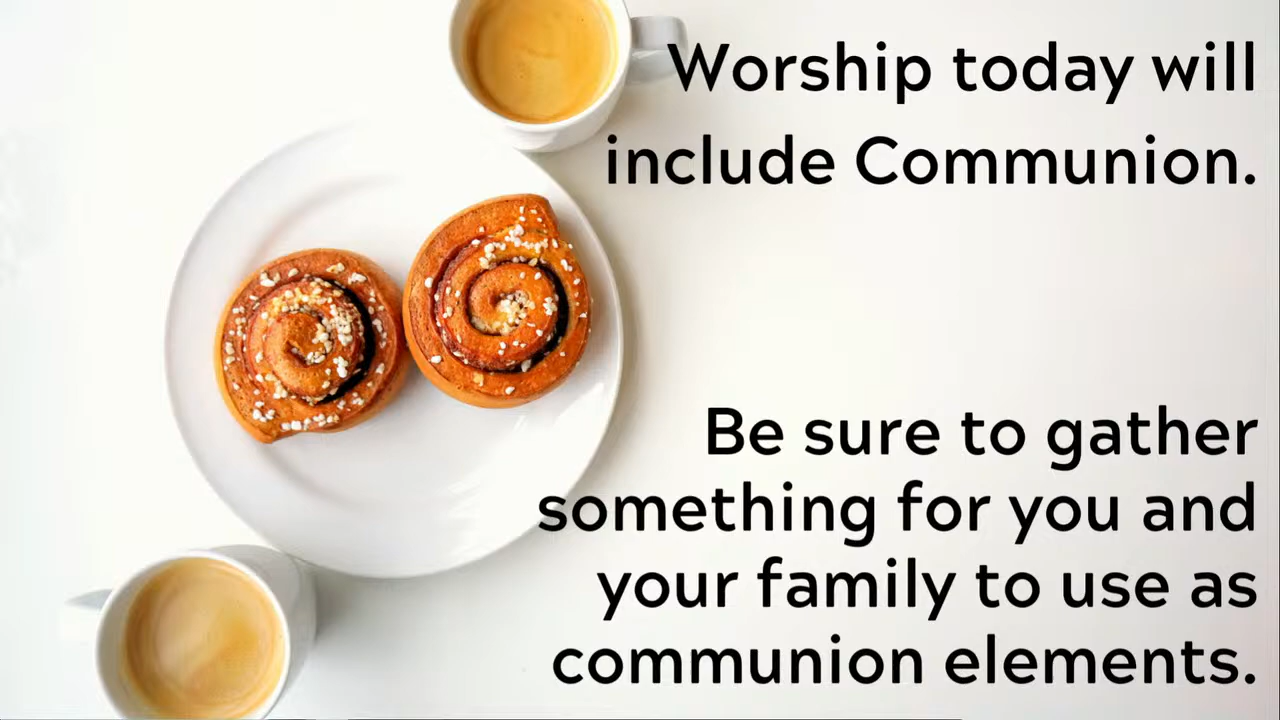 Worship today will
include Communion.
Be sure to gather
something for you and
your family to use as
communion elements.